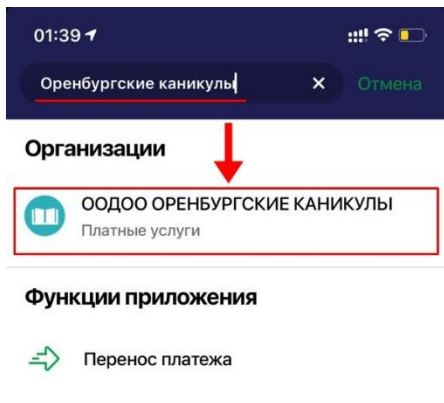 01:39
Оренбургские каникулы
Отмена
Организации
ООДОО ОРЕНБУРГСКИЕ КАНИКУЛЫ
Платные услуги
Функции приложения
Перенос платежа